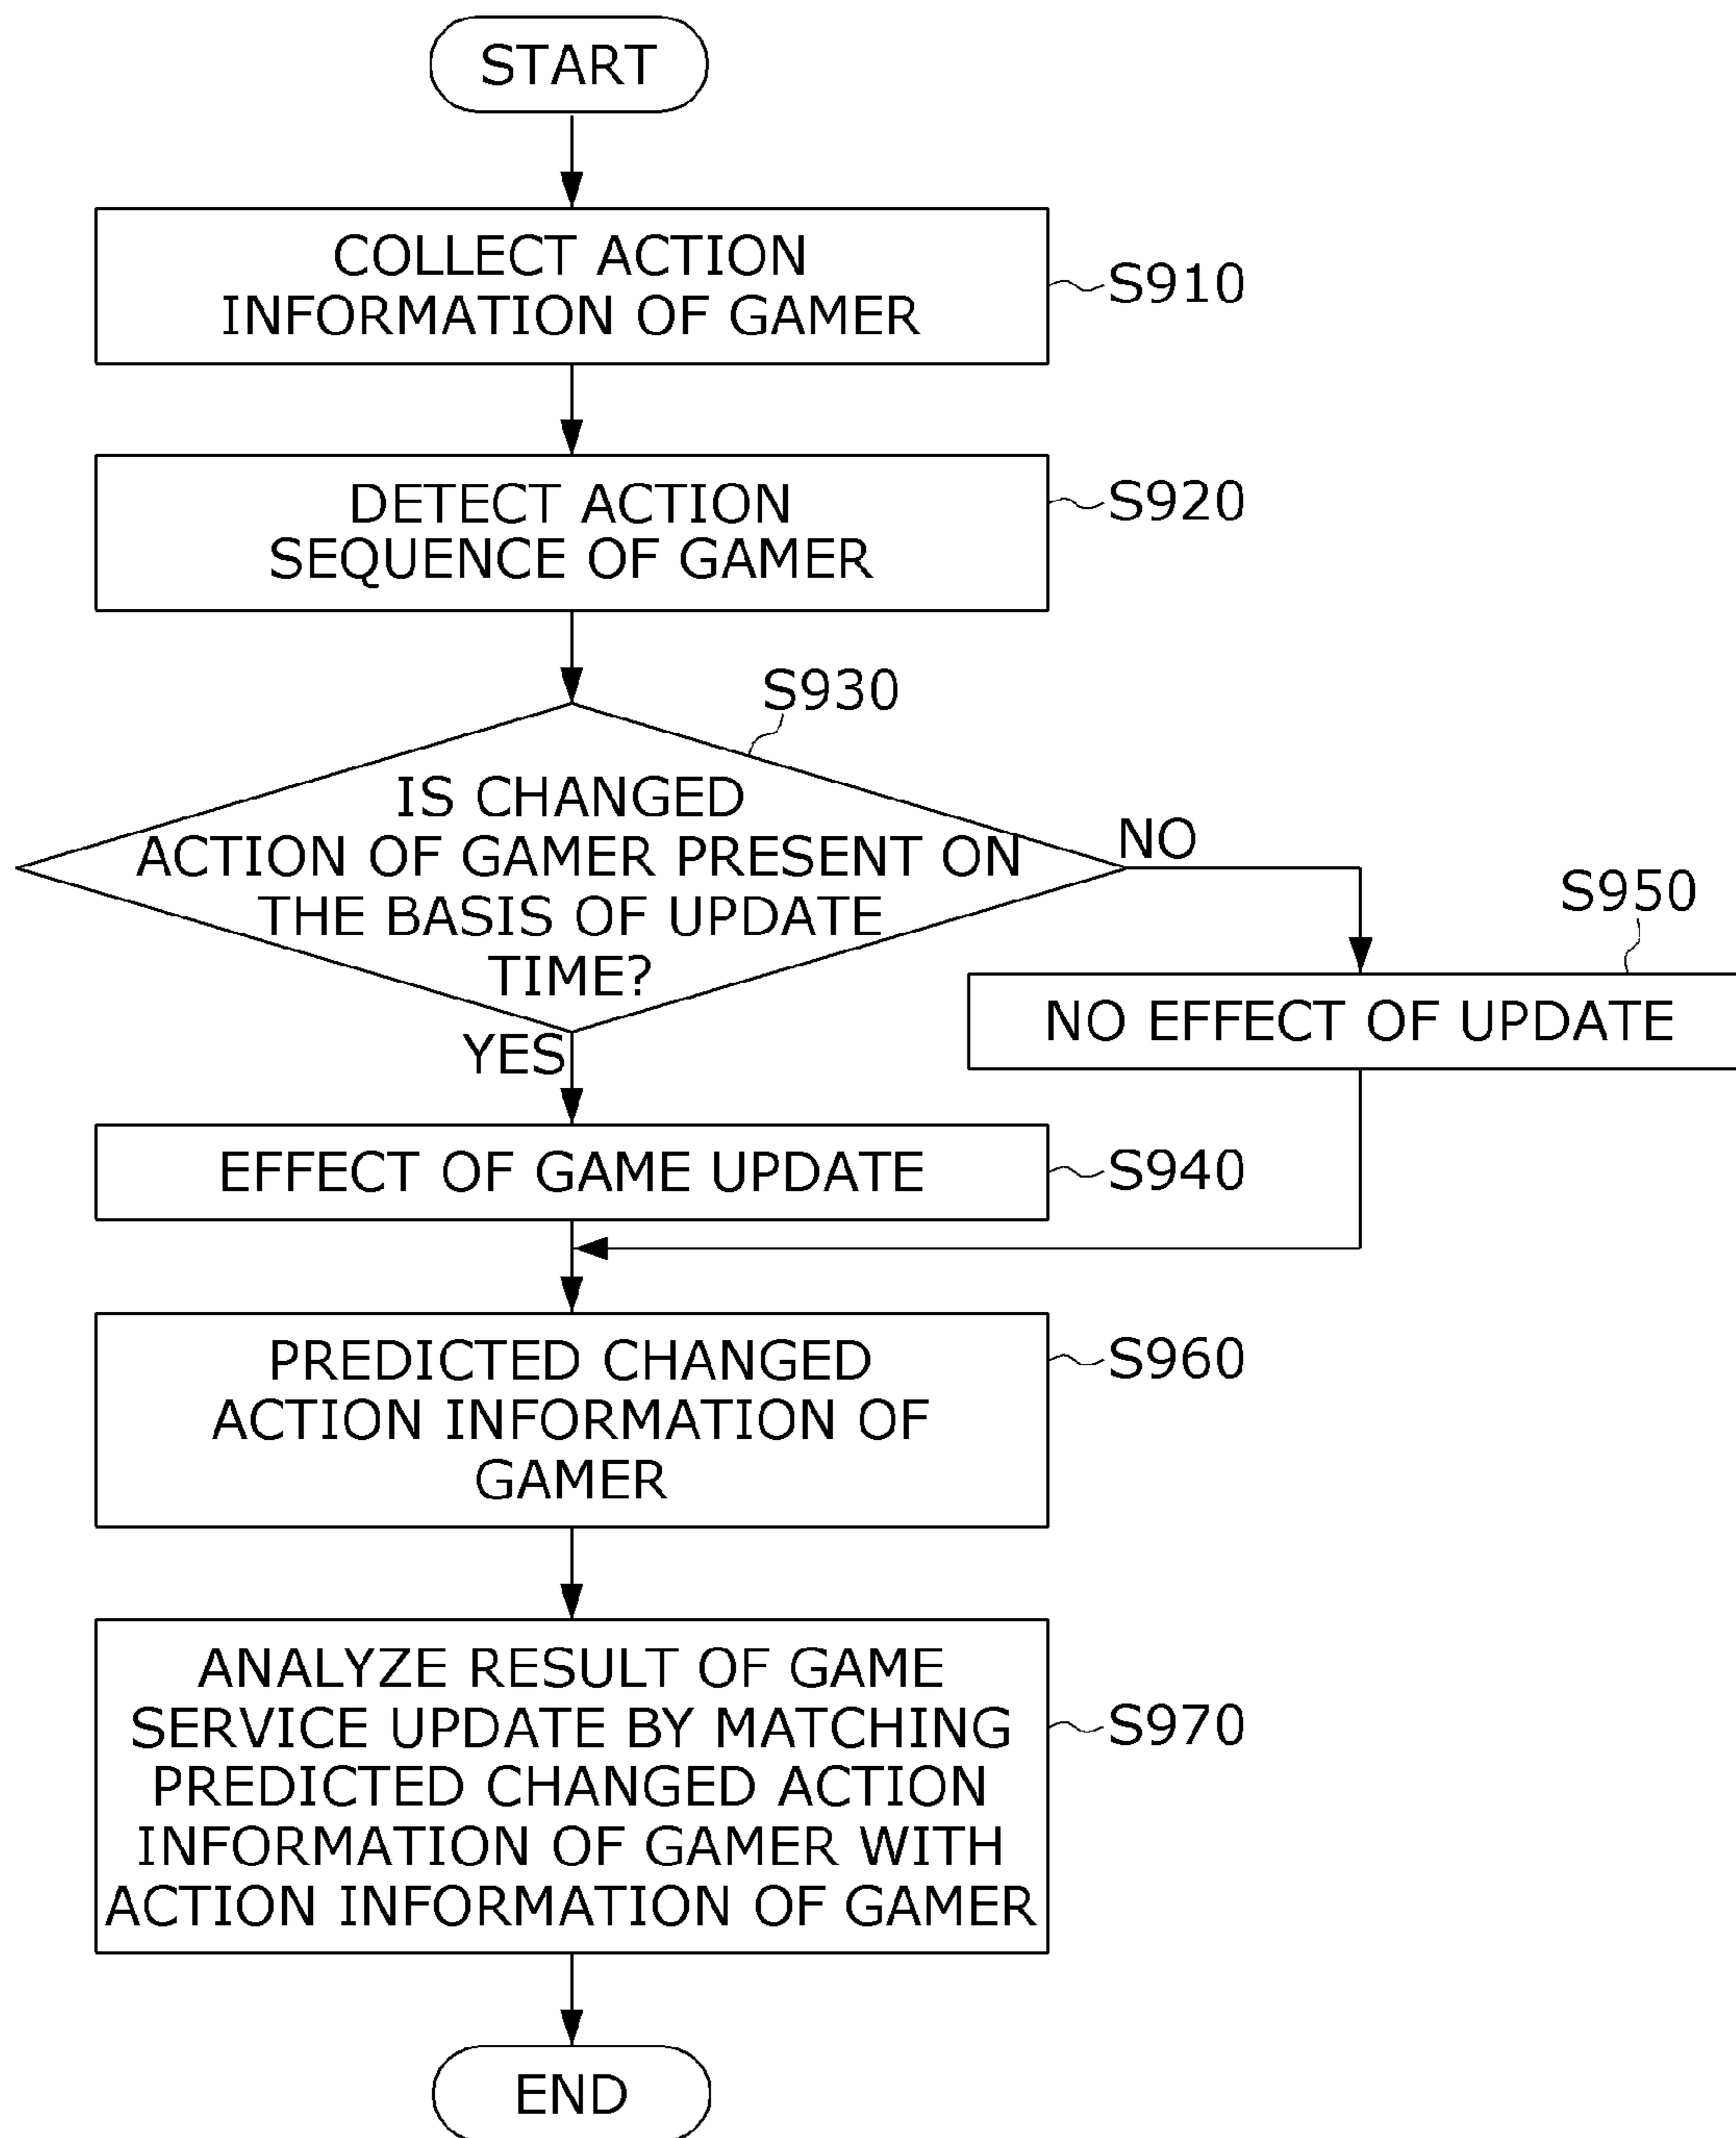 START
COLLECT ACTION
INFORMATION OF GAMER
S910
DETECT ACTION
SEQUENCE OF GAMER
S920
S930
IS CHANGED
ACTION OF GAMER PRESENT ON
THE BASIS OF UPDATE
TIME?
NO
YES
S950
NO EFFECT OF UPDATE
EFFECT OF GAME UPDATE
S940
PREDICTED CHANGED
ACTION INFORMATION OF
GAMER
S960
ANALYZE RESULT OF GAME
SERVICE UPDATE BY MATCHING
PREDICTED CHANGED ACTION
INFORMATION OF GAMER WITH
ACTION INFORMATION OF GAMER
S970
END